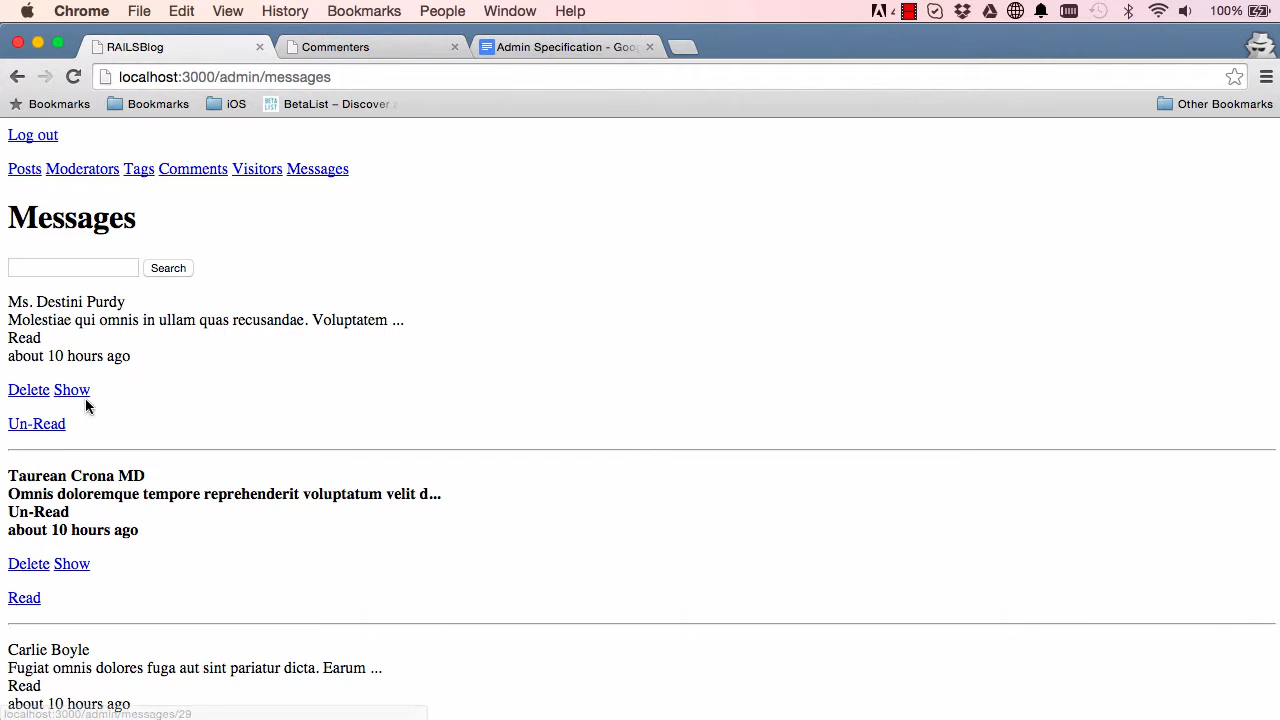 Chrome File Edit View History Bookmarks People Window Help 4 100%
RAILSBlog Commenters Admin Specification - Goo
localhost:3000/admin/messages
Bookmarks Bookmarks iOS BETA LIST BetaList – Discover Other Bookmarks
Log out
Posts Moderators Tags Comments Visitors Messages
Messages
Search
Ms. Destini Purdy
Molestiae qui omnis in ullam quas recusandae. Voluptatem ...
Read
about 10 hours ago
Delete Show
Un-Read
Taurean Crona MD
Omnis doloremque tempore reprehenderit voluptatum velit d...
Un-Read
about 10 hours ago
Delete Show
Read
Carlie Boyle
Fugiat omnis dolores fuga aut sint pariatur dicta. Earum ...
Read
about 10 hours ago
localhost:3000/admin/messages/29